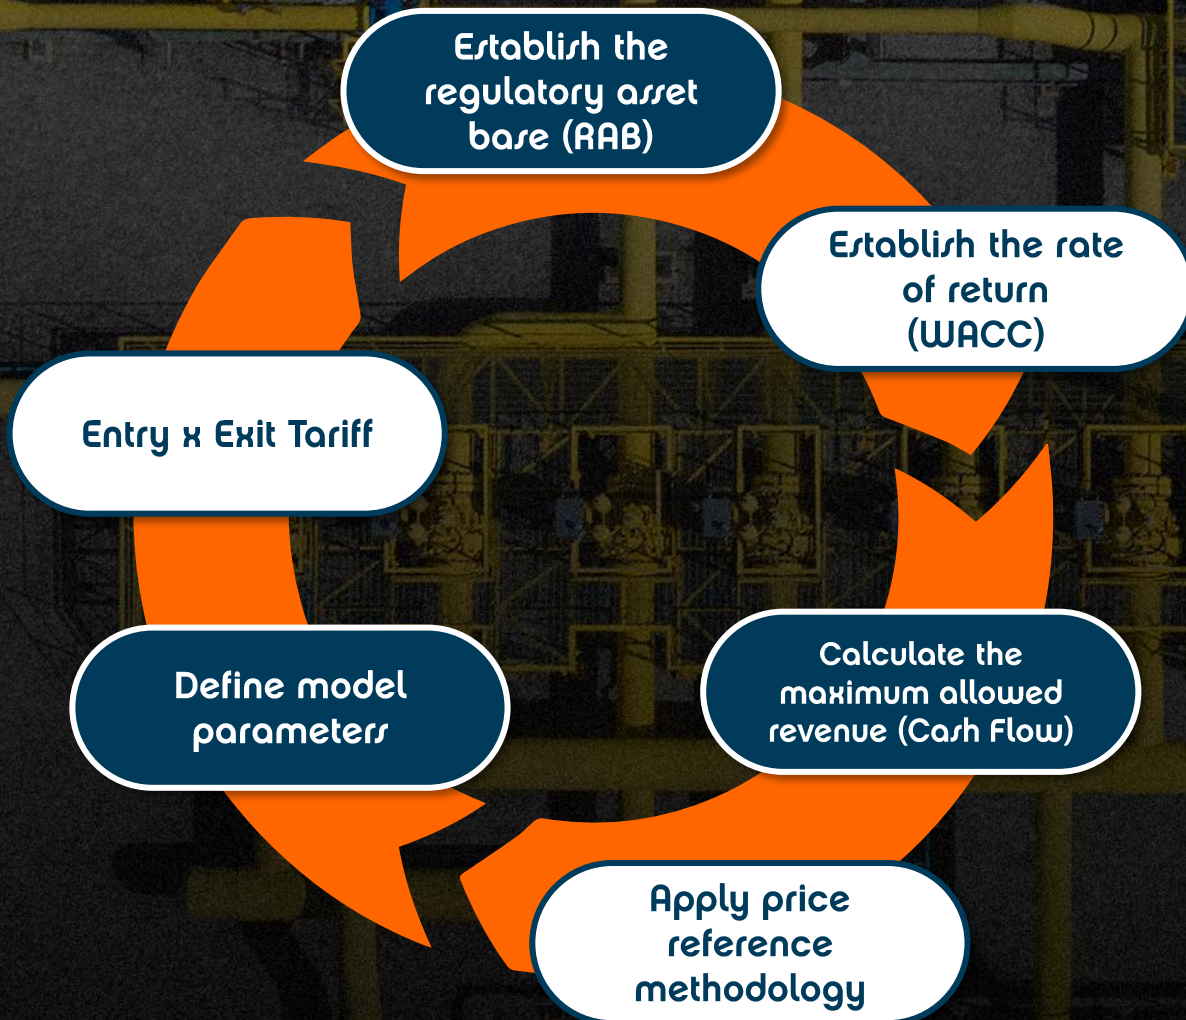 Establish the
regulatory asset
base (RAB)
Establish the rate
of return
(WACC)
Calculate the
maximum allowed
revenue (Cash Flow)
Apply price
reference
methodology
Define model
parameters
Entry x Exit Tariff